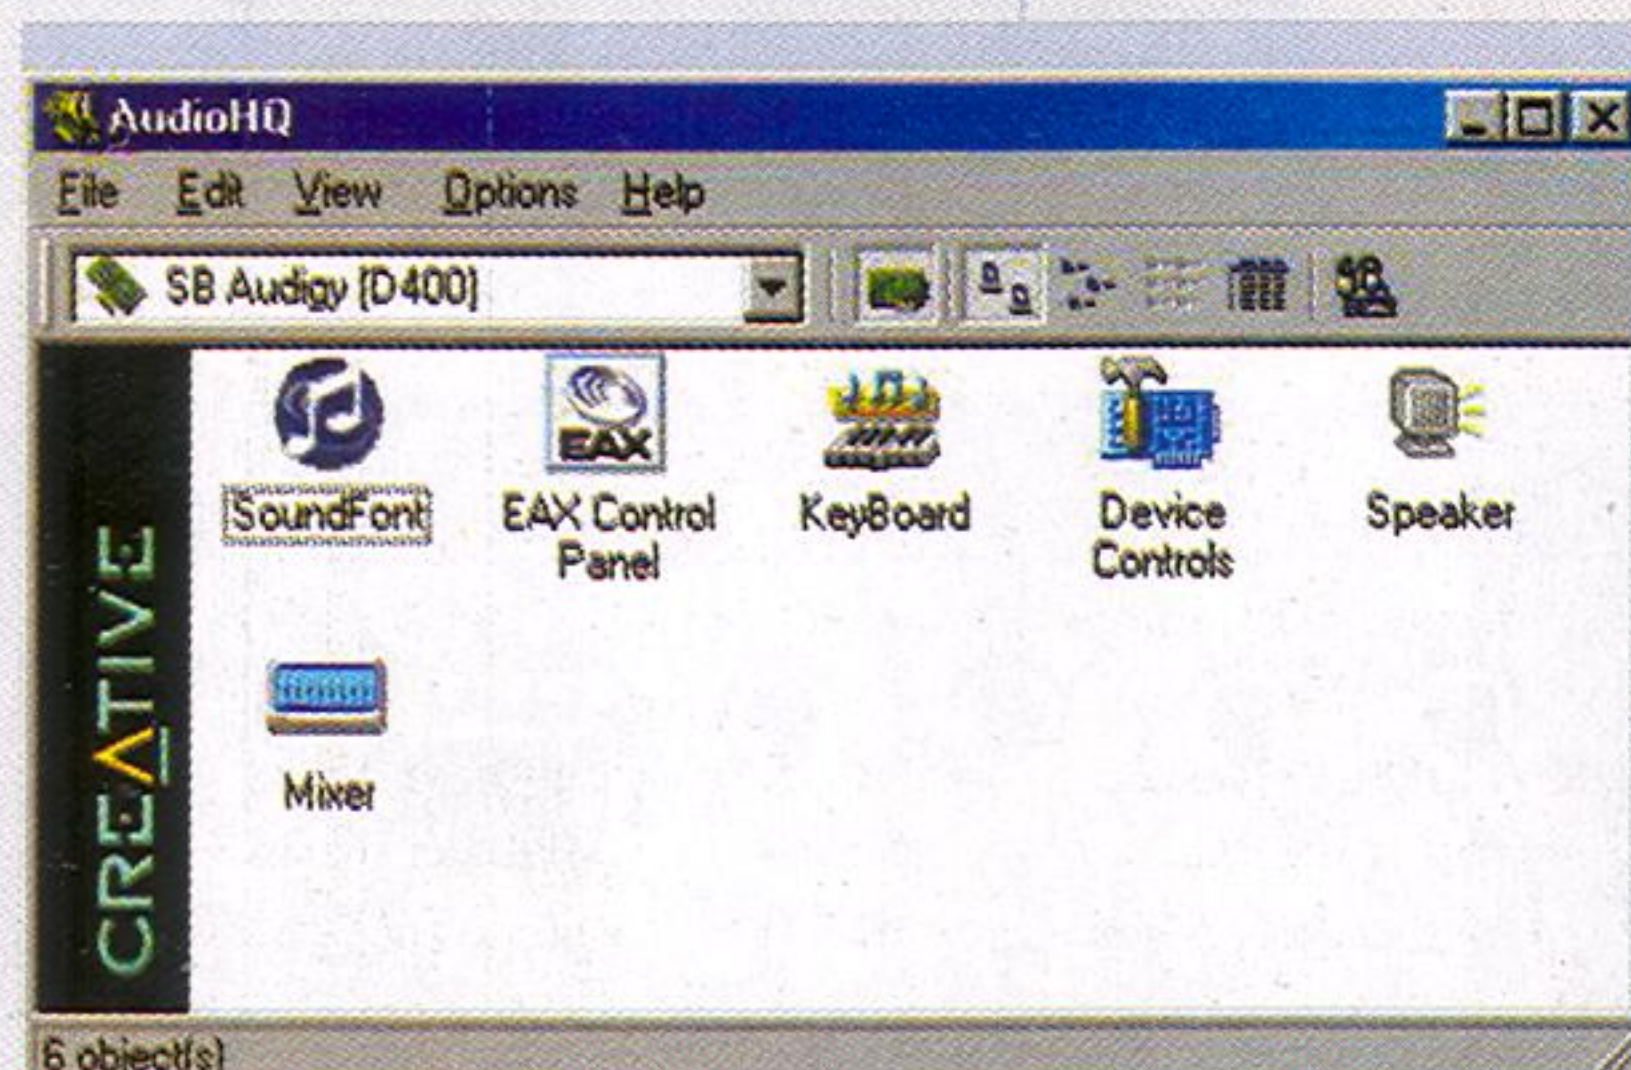 AudioHQ
File Edit View Options Help
SB Audigy [D400]
CREATIVE
SoundFont EAX Control Panel KeyBoard Device Controls Speaker
EAX
Mixer
6 object(s)